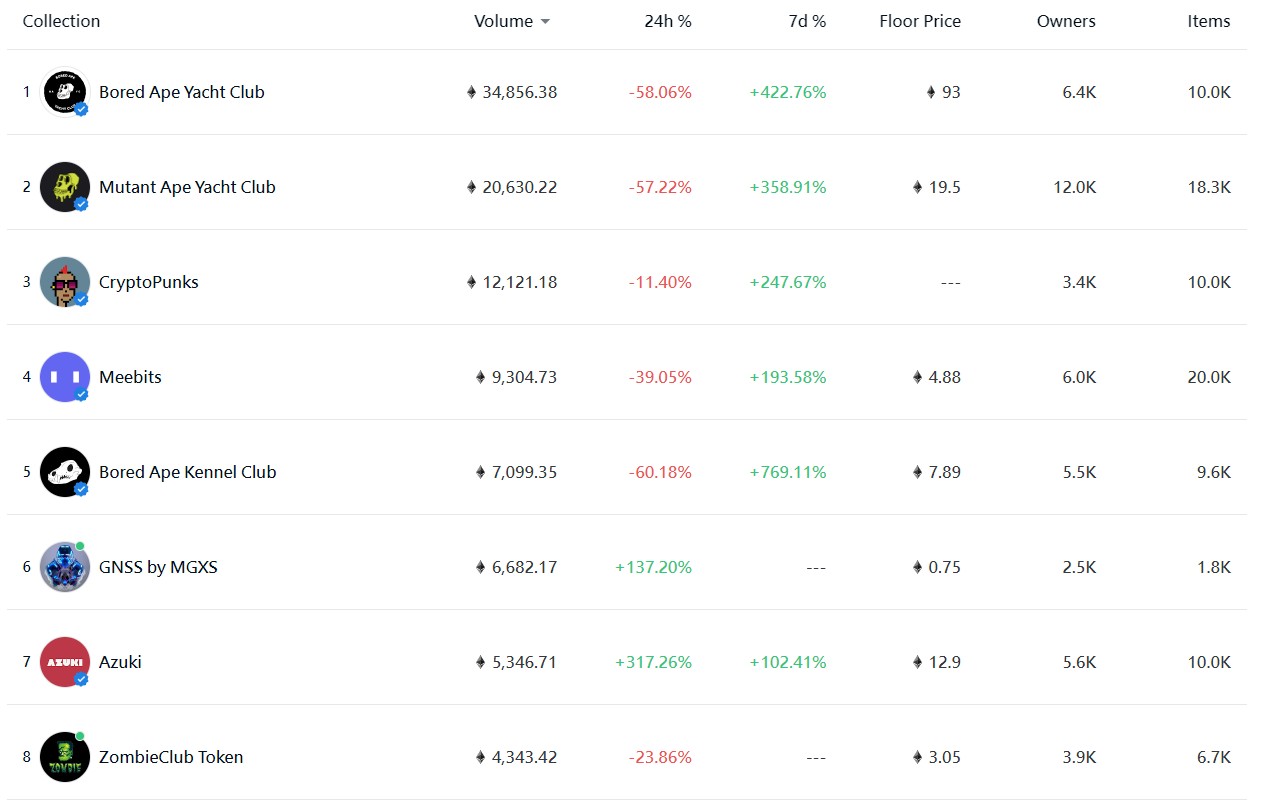 Collection Volume 24h % 7d % Floor Price Owners Items
1 BORED APE YACHT CLUB Bored Ape Yacht Club 34,856.38 -58.06% +422.76% 93 6.4K 10.0K
2 Mutant Ape Yacht Club 20,630.22 -57.22% +358.91% 19.5 12.0K 18.3K
3 CryptoPunks 12,121.18 -11.40% +247.67% --- 3.4K 10.0K
4 Meebits 9,304.73 -39.05% +193.58% 4.88 6.0K 20.0K
5 Bored Ape Kennel Club 7,099.35 -60.18% +769.11% 7.89 5.5K 9.6K
6 GNSS by MGXS 6,682.17 +137.20% --- 0.75 2.5K 1.8K
7 AZUKI Azuki 5,346.71 +317.26% +102.41% 12.9 5.6K 10.0K
8 ZOMBIE ZombieClub Token 4,343.42 -23.86% --- 3.05 3.9K 6.7K